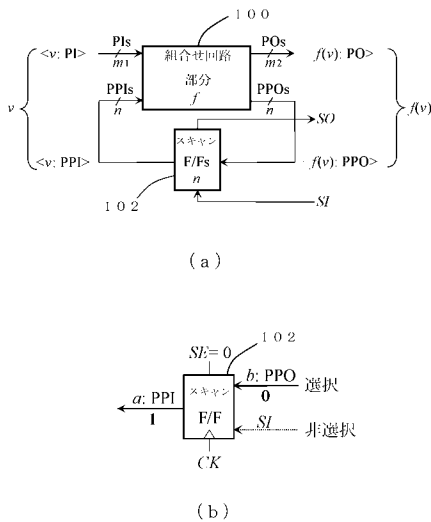 １００
v
<v: PI>
PIs
m1
組合せ回路
部分
f
POs
m2
f(v): PO>
f(v)
PPIs
n
PPOs
n
SO
<v: PPI>
スキャン
F/Fs
n
f(v): PPO>
１０２
SI
（ａ）
１０２
SE= 0
a: PPI
1
スキャン
F/F
b: PPO
0
選択
SI
非選択
CK
（ｂ）